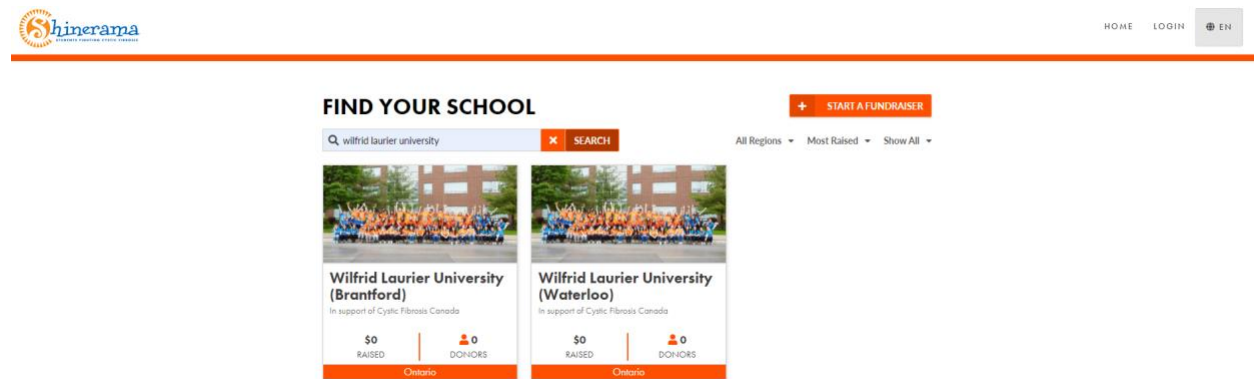 Shinerama
STUDENTS FIGHTING CYSTIC FIBROSIS
HOME LOGIN EN
FIND YOUR SCHOOL
+ START A FUNDRAISER
wilfrid laurier university × SEARCH
All Regions Most Raised Show All
Wilfrid Laurier University
(Brantford)
In support of Cystic Fibrosis Canada
$0 0
RAISED DONORS
Ontario
Wilfrid Laurier University
(Waterloo)
In support of Cystic Fibrosis Canada
$0 0
RAISED DONORS
Ontario